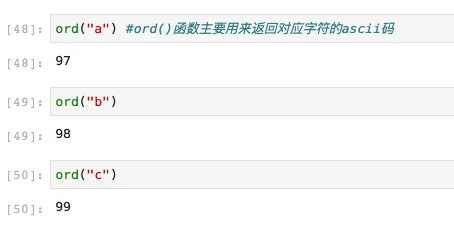 [48]: ord("a") #ord()函数主要用来返回对应字符的ascii码
[48]: 97
[49]: ord("b")
[49]: 98
[50]: ord("c")
[50]: 99